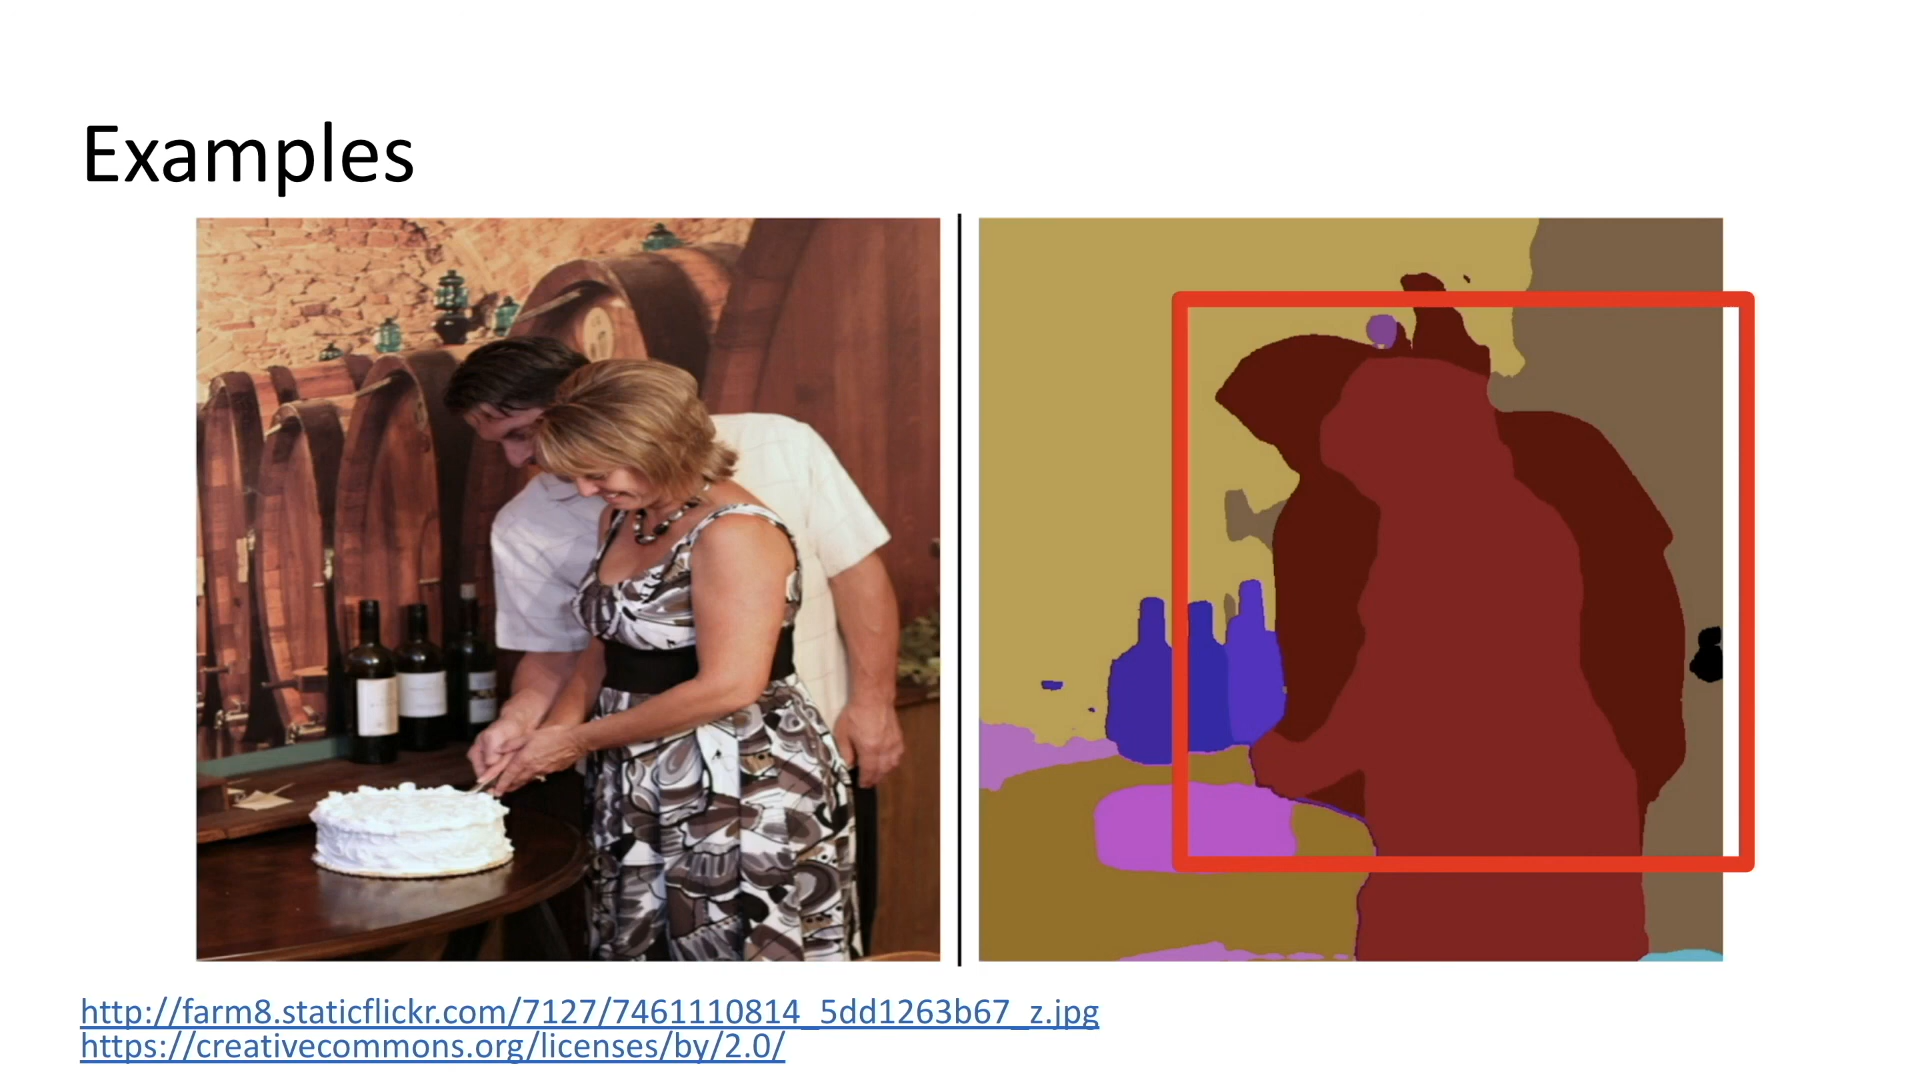 Examples
http://farm8.staticflickr.com/7127/7461110814_5dd1263b67_z.jpg
https://creativecommons.org/licenses/by/2.0/